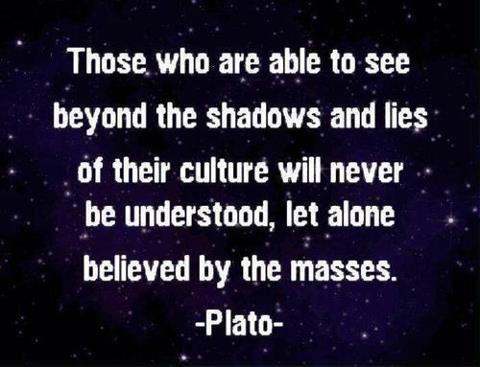 Those who are able to see
beyond the shadows and lies
of their culture will never
be understood, let alone
believed by the masses.
-Plato-